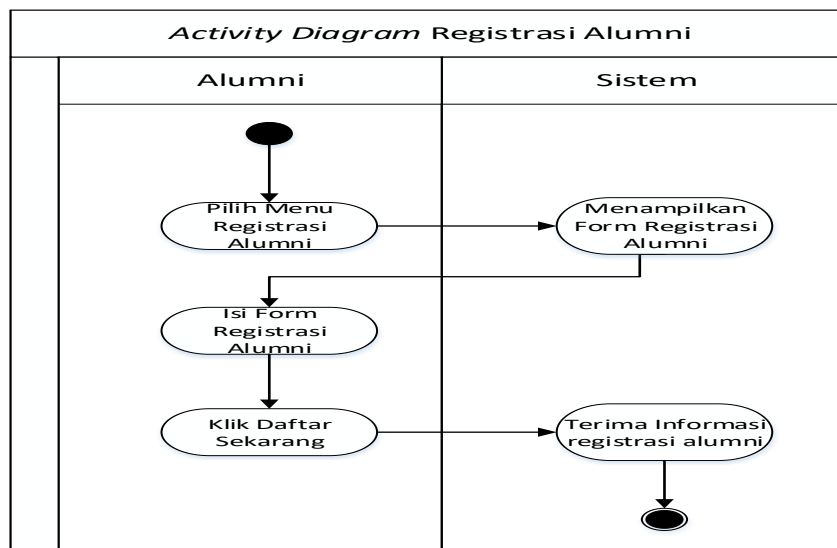 Activity Diagram Registrasi Alumni
Alumni
Sistem
Pilih Menu
Registrasi
Alumni
Menampilkan
Form Registrasi
Alumni
Isi Form
Registrasi
Alumni
Klik Daftar
Sekarang
Terima Informasi
registrasi alumni